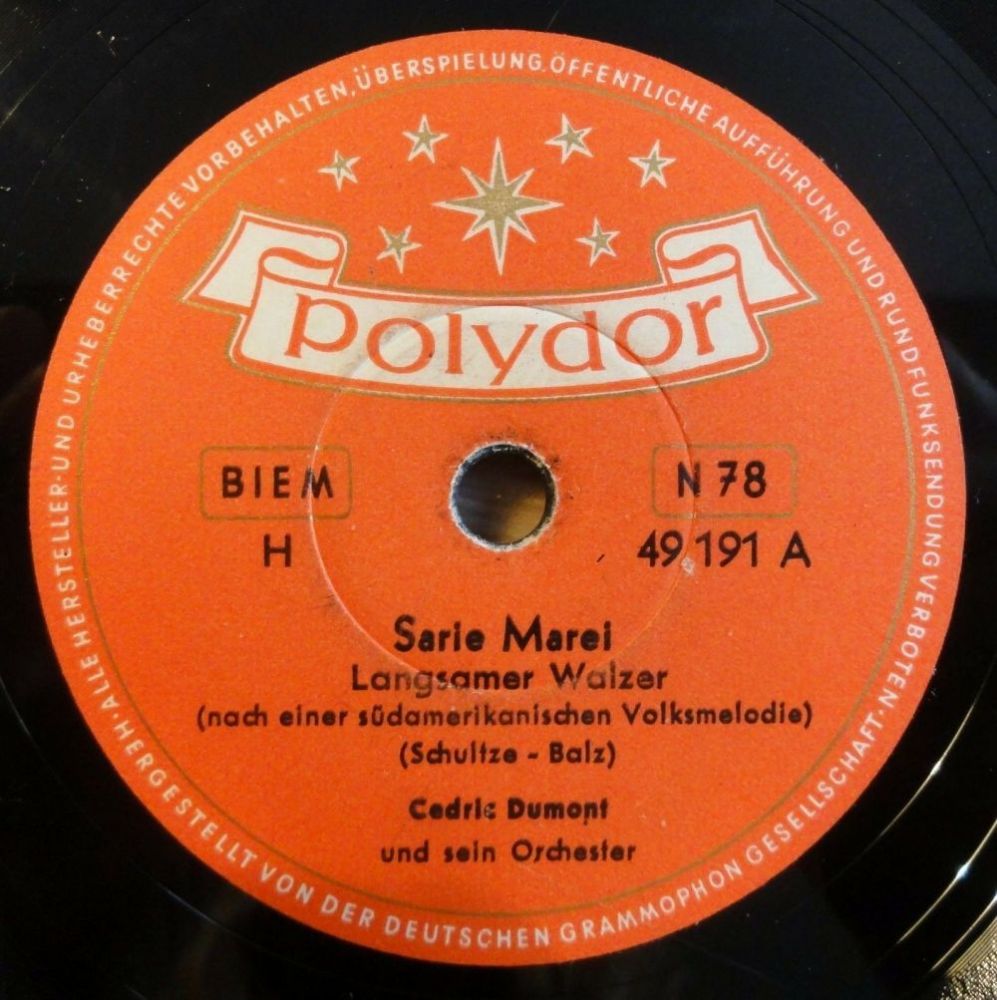 ALLE HERSTELLER- UND URHEBERRECHTE VORBEHALTEN, ÜBERSPIELUNG, ÖFFENTLICHE AUFFÜHRUNG UND RUNDFUNKSENDUNG VERBOTEN ·
polydor
BIEM
N 78
H
49 191 A
Sarie Marei
Langsamer Walzer
(nach einer südamerikanischen Volksmelodie)
(Schultze - Balz)
Cedric Dumont
und sein Orchester
· HERGESTELLT VON DER DEUTSCHEN GRAMMOPHON GESELLSCHAFT ·